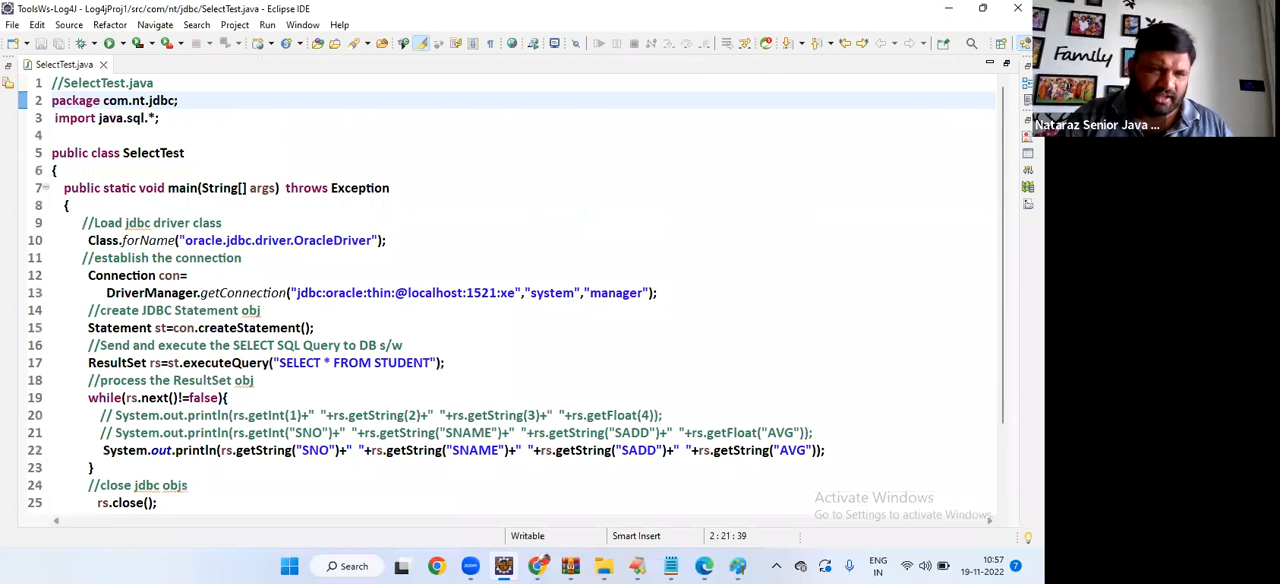 ToolsWs-Log4J - Log4jProj1/src/com/nt/jdbc/SelectTest.java - Eclipse IDE
File Edit Source Refactor Navigate Search Project Run Window Help
SelectTest.java
1 //SelectTest.java
2 package com.nt.jdbc;
3 import java.sql.*;
4
5 public class SelectTest
6 {
7 public static void main(String[] args) throws Exception
8 {
9 //Load jdbc driver class
10 Class.forName("oracle.jdbc.driver.OracleDriver");
11 //establish the connection
12 Connection con=
13 DriverManager.getConnection("jdbc:oracle:thin:@localhost:1521:xe","system","manager");
14 //create JDBC Statement obj
15 Statement st=con.createStatement();
16 //Send and execute the SELECT SQL Query to DB s/w
17 ResultSet rs=st.executeQuery("SELECT * FROM STUDENT");
18 //process the ResultSet obj
19 while(rs.next()!=false){
20 // System.out.println(rs.getInt(1)+" "+rs.getString(2)+" "+rs.getString(3)+" "+rs.getFloat(4));
21 // System.out.println(rs.getInt("SNO")+" "+rs.getString("SNAME")+" "+rs.getString("SADD")+" "+rs.getFloat("AVG"));
22 System.out.println(rs.getString("SNO")+" "+rs.getString("SNAME")+" "+rs.getString("SADD")+" "+rs.getString("AVG"));
23 }
24 //close jdbc objs
25 rs.close();
Family
Nataraz Senior Java ...
Activate Windows
Go to Settings to activate Windows.
Writable Smart Insert 2 : 21 : 39
Search
ENG
IN
10:57
19-11-2022
7